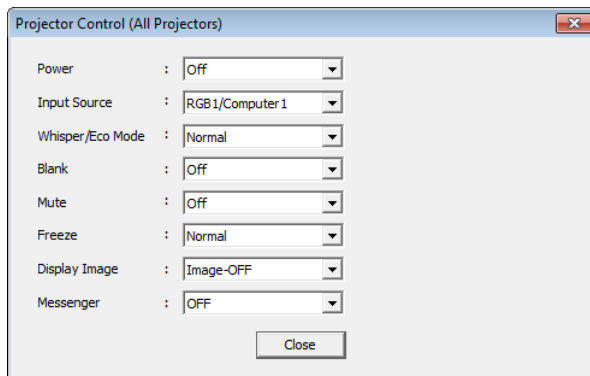 Projector Control (All Projectors)
Power : Off
Input Source : RGB1/Computer1
Whisper/Eco Mode : Normal
Blank : Off
Mute : Off
Freeze : Normal
Display Image : Image-OFF
Messenger : OFF
Close